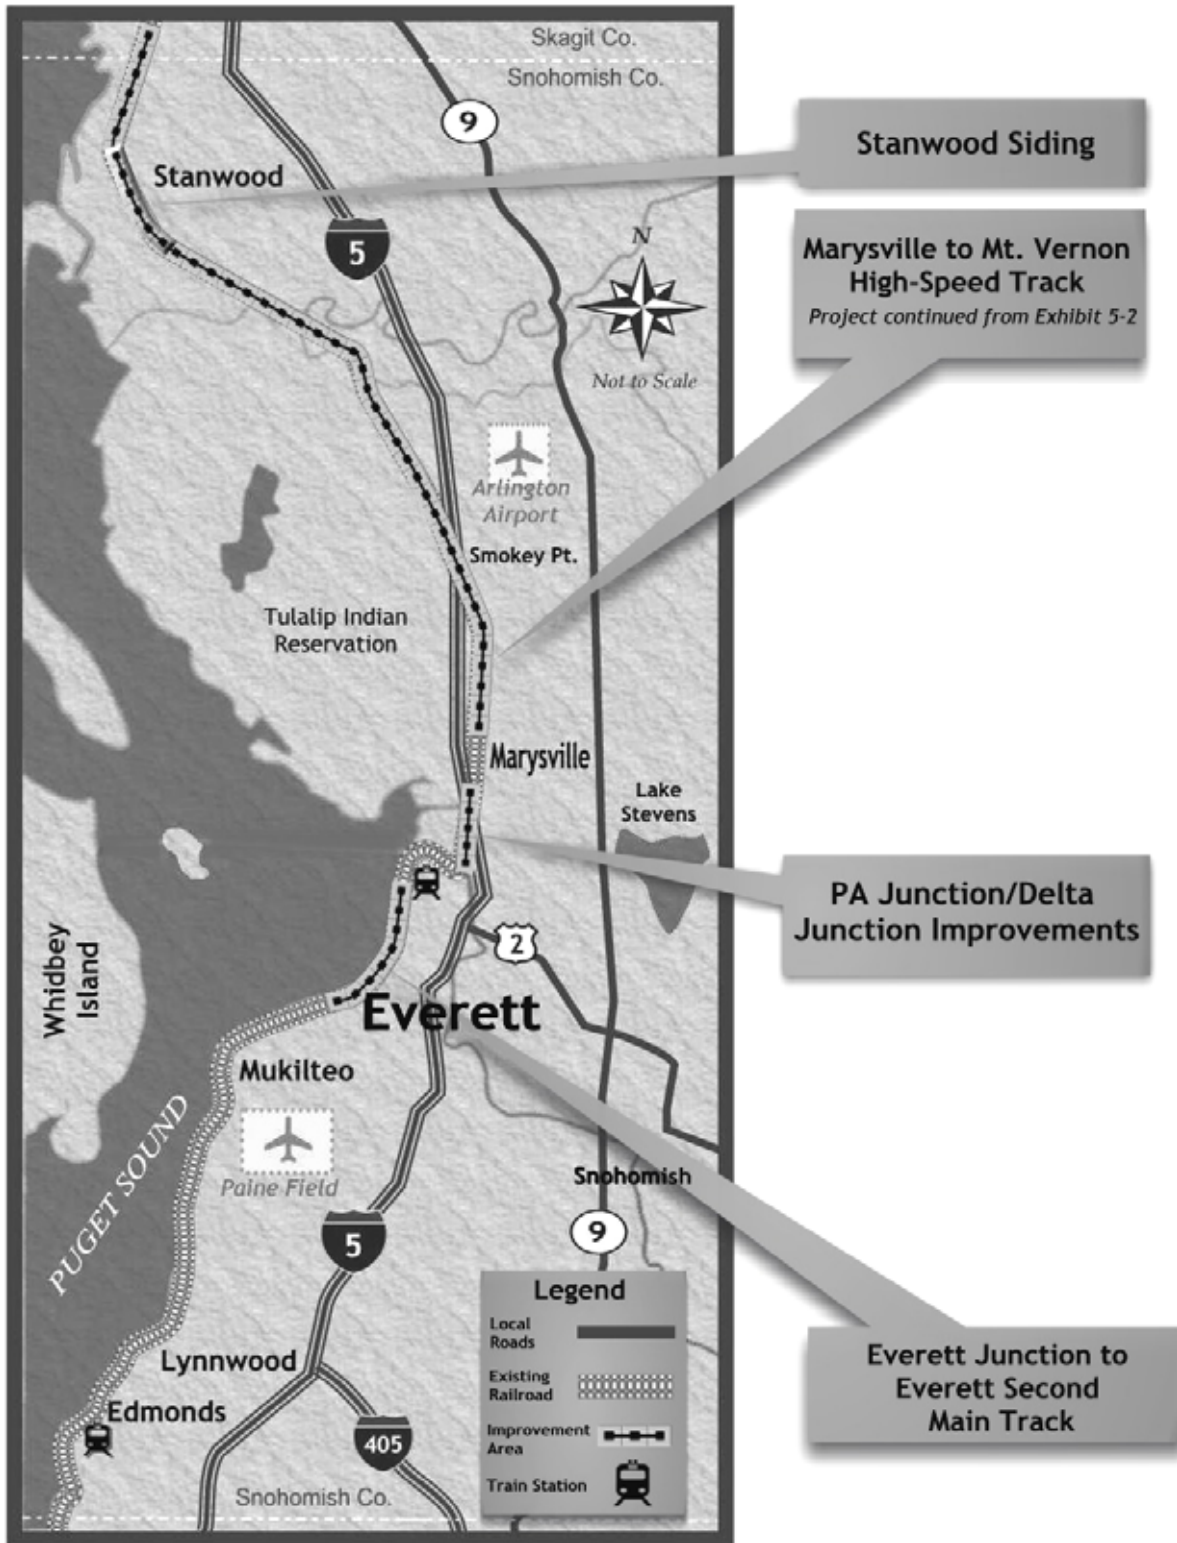 Skagit Co.
Snohomish Co.
9
Stanwood
5
N
Not to Scale
Arlington
Airport
Smokey Pt.
Tulalip Indian
Reservation
Marysville
Lake
Stevens
2
Whidbey
Island
Everett
Mukilteo
PUGET SOUND
Paine Field
Snohomish
5
9
Lynnwood
Edmonds
405
Snohomish Co.
Legend
Local
Roads
Existing
Railroad
Improvement
Area
Train Station
Stanwood Siding
Marysville to Mt. Vernon
High-Speed Track
Project continued from Exhibit 5-2
PA Junction/Delta
Junction Improvements
Everett Junction to
Everett Second
Main Track